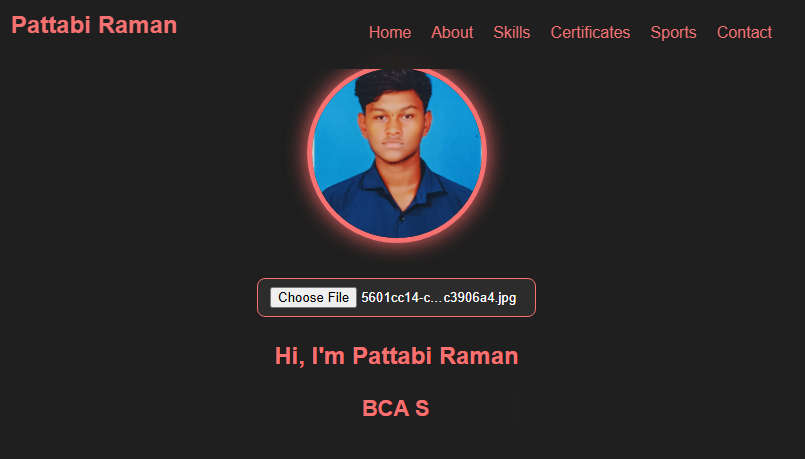 Pattabi Raman
Home About Skills Certificates Sports Contact
Choose File 5601cc14-c...c3906a4.jpg
Hi, I'm Pattabi Raman
BCA S